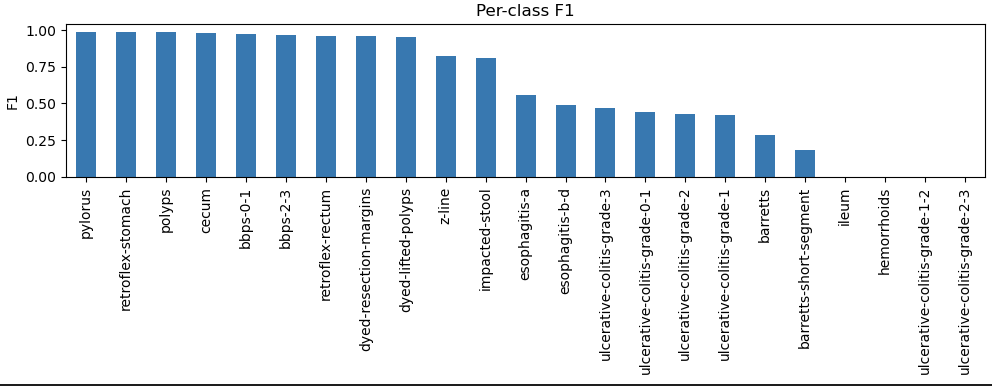 Per-class F1
F1
1.00
0.75
0.50
0.25
0.00
pylorus
retroflex-stomach
polyps
cecum
bbps-0-1
bbps-2-3
retroflex-rectum
dyed-resection-margins
dyed-lifted-polyps
z-line
impacted-stool
esophagitis-a
esophagitis-b-d
ulcerative-colitis-grade-3
ulcerative-colitis-grade-0-1
ulcerative-colitis-grade-2
ulcerative-colitis-grade-1
barretts
barretts-short-segment
ileum
hemorrhoids
ulcerative-colitis-grade-1-2
ulcerative-colitis-grade-2-3